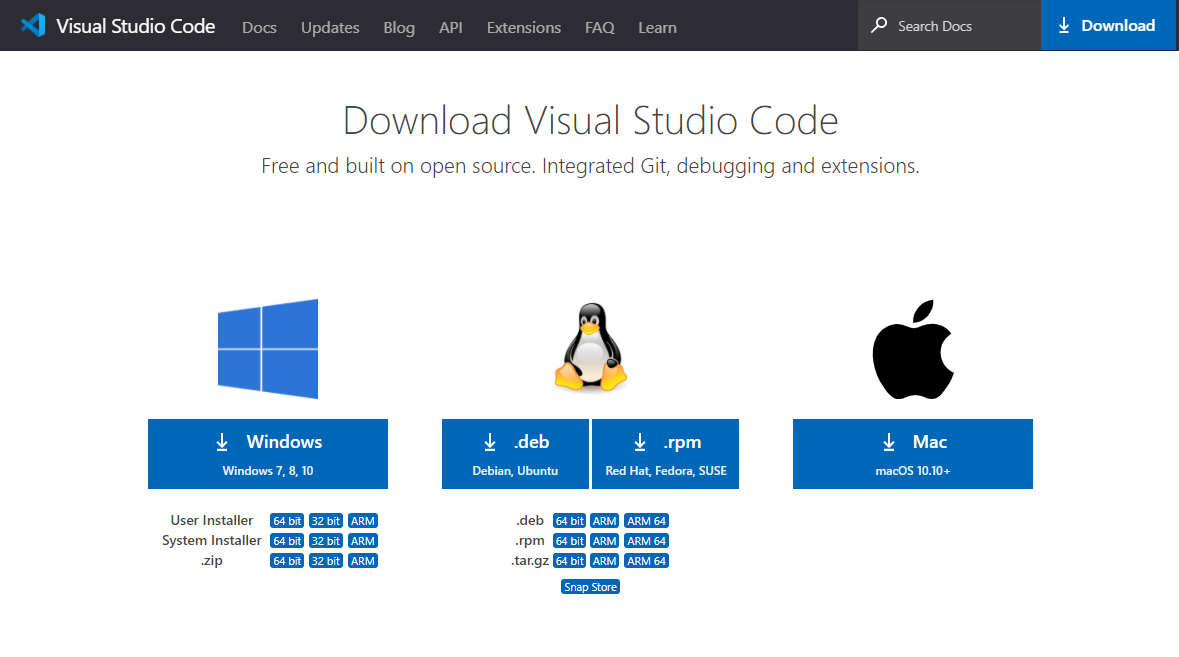 Visual Studio Code Docs Updates Blog API Extensions FAQ Learn Search Docs Download
Download Visual Studio Code
Free and built on open source. Integrated Git, debugging and extensions.
Windows
Windows 7, 8, 10
User Installer 64 bit 32 bit ARM
System Installer 64 bit 32 bit ARM
.zip 64 bit 32 bit ARM
.deb
Debian, Ubuntu
.rpm
Red Hat, Fedora, SUSE
.deb 64 bit ARM ARM 64
.rpm 64 bit ARM ARM 64
.tar.gz 64 bit ARM ARM 64
Snap Store
Mac
macOS 10.10+